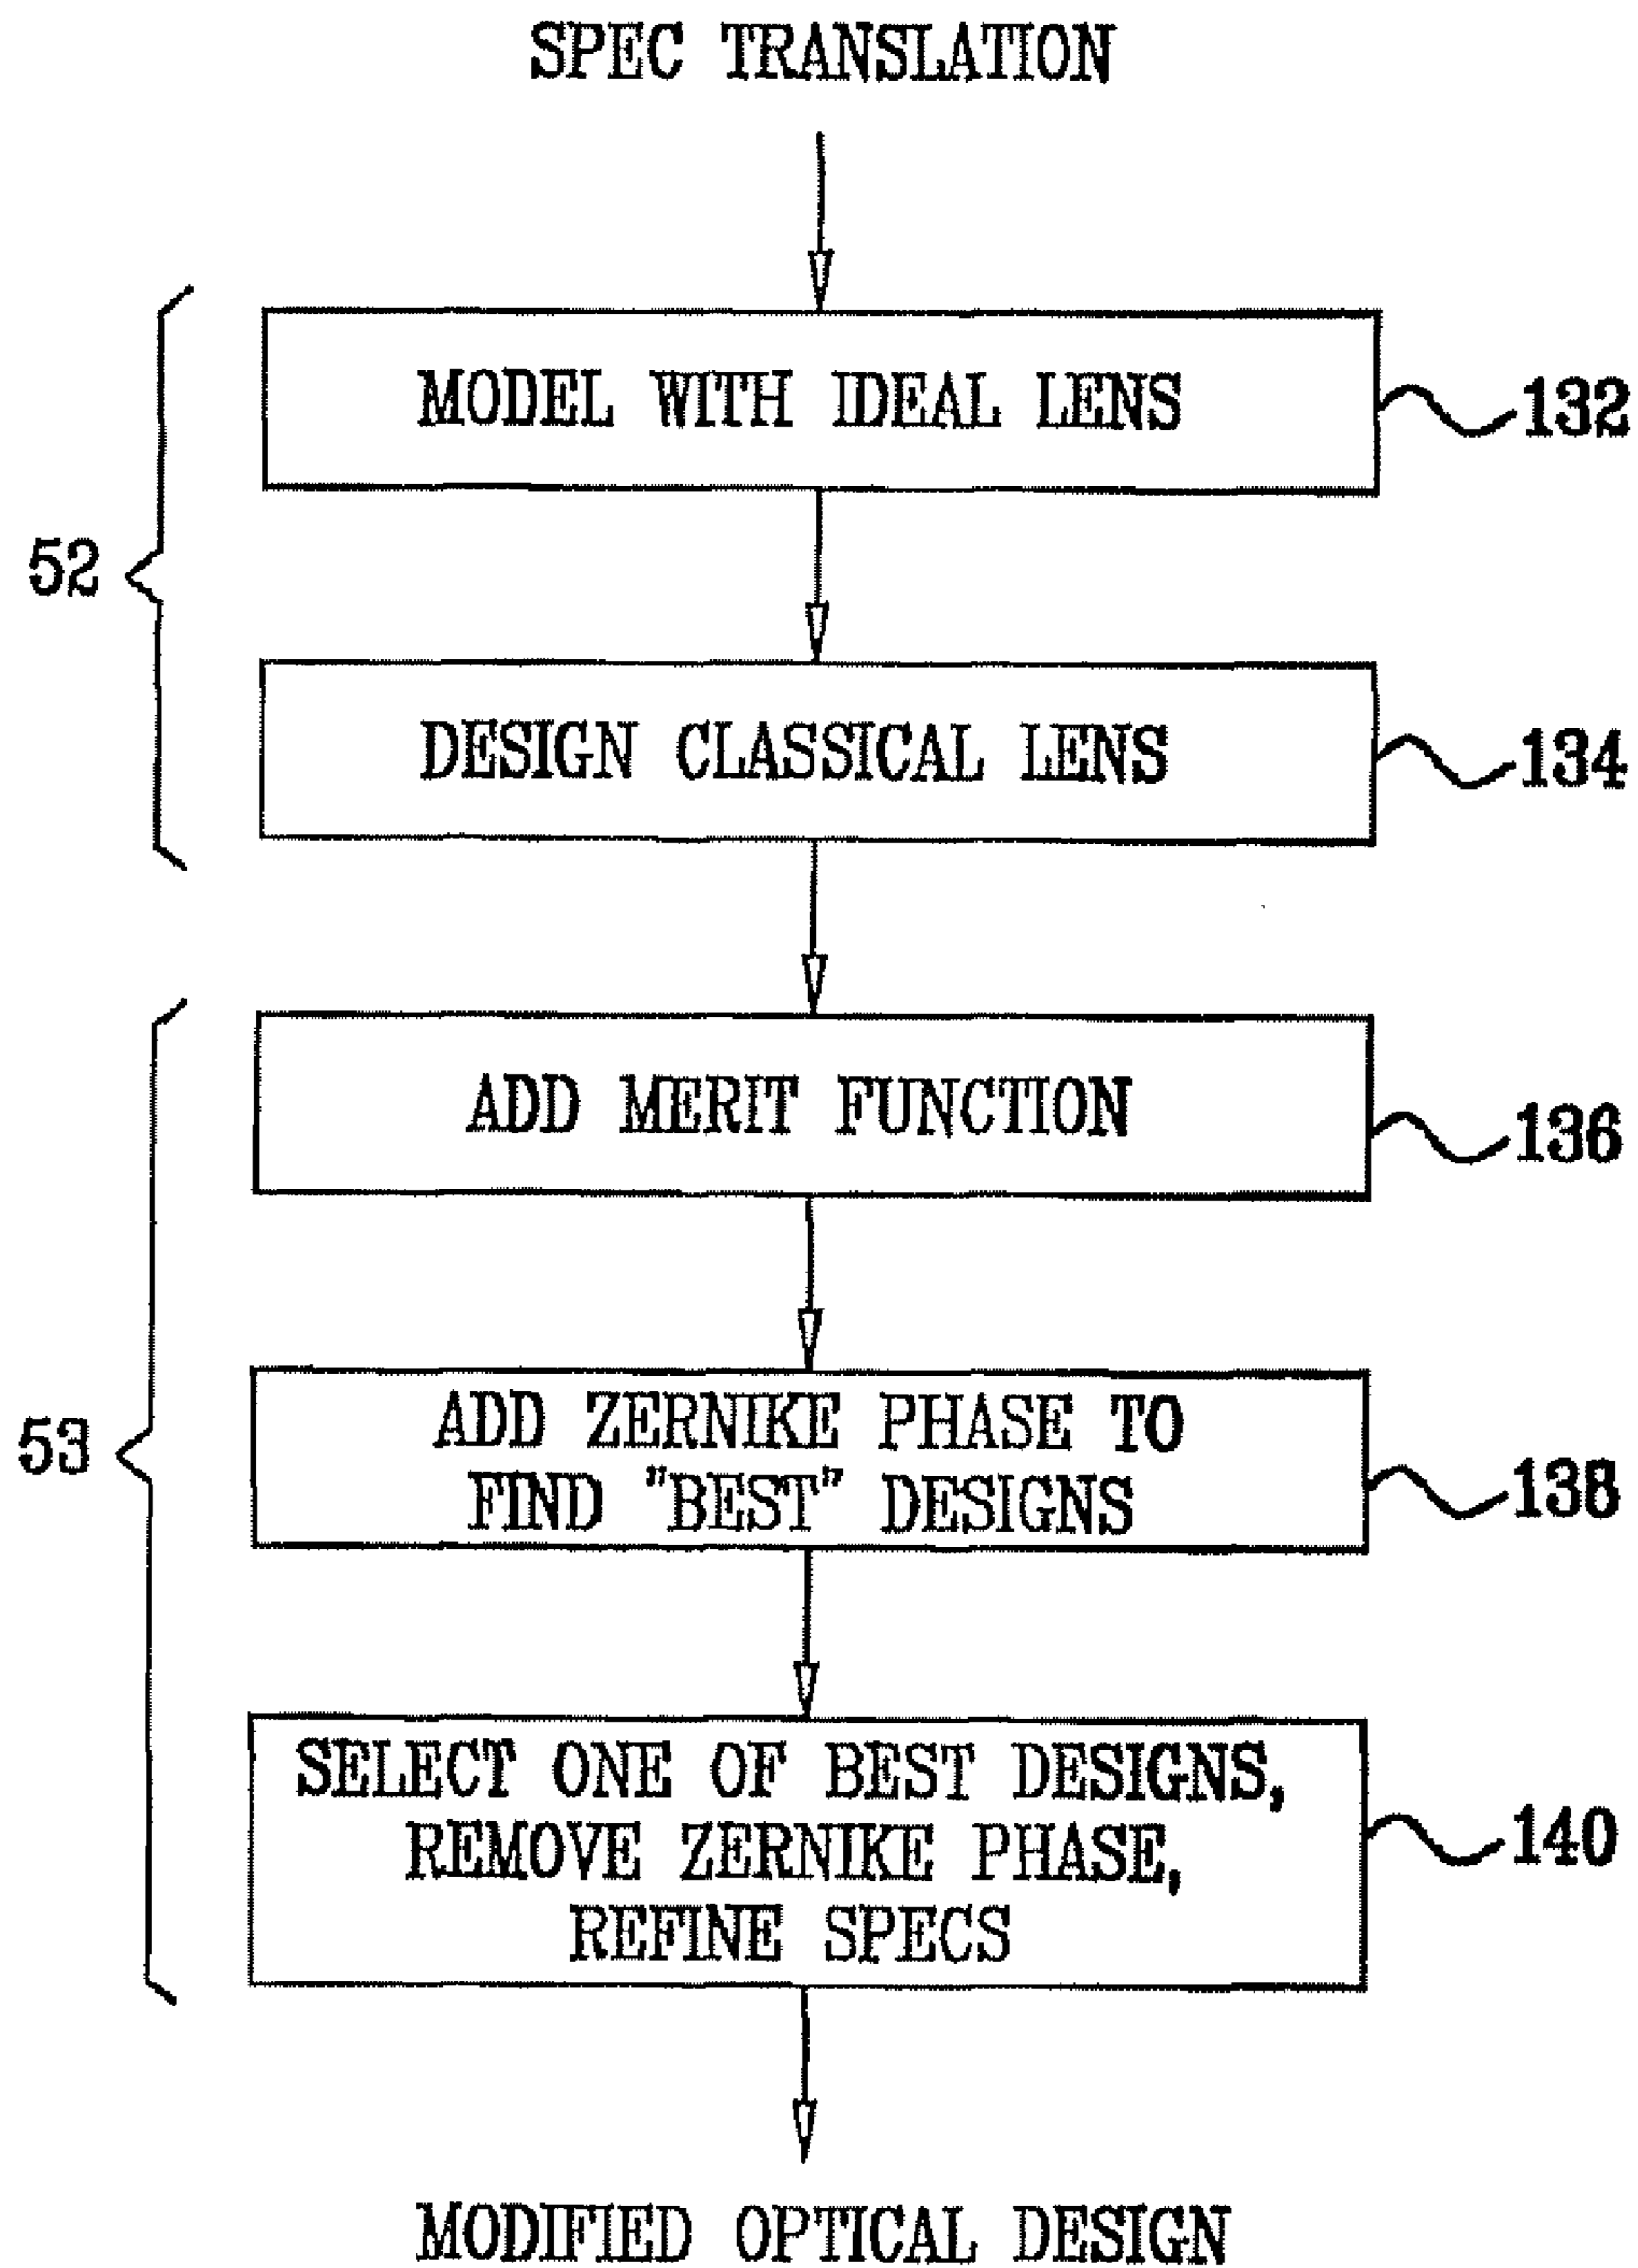 SPEC TRANSLATION
MODEL WITH IDEAL LENS
132
52
DESIGN CLASSICAL LENS
134
ADD MERIT FUNCTION
136
53
ADD ZERNIKE PHASE TO
FIND "BEST" DESIGNS
138
SELECT ONE OF BEST DESIGNS,
REMOVE ZERNIKE PHASE,
REFINE SPECS
140
MODIFIED OPTICAL DESIGN